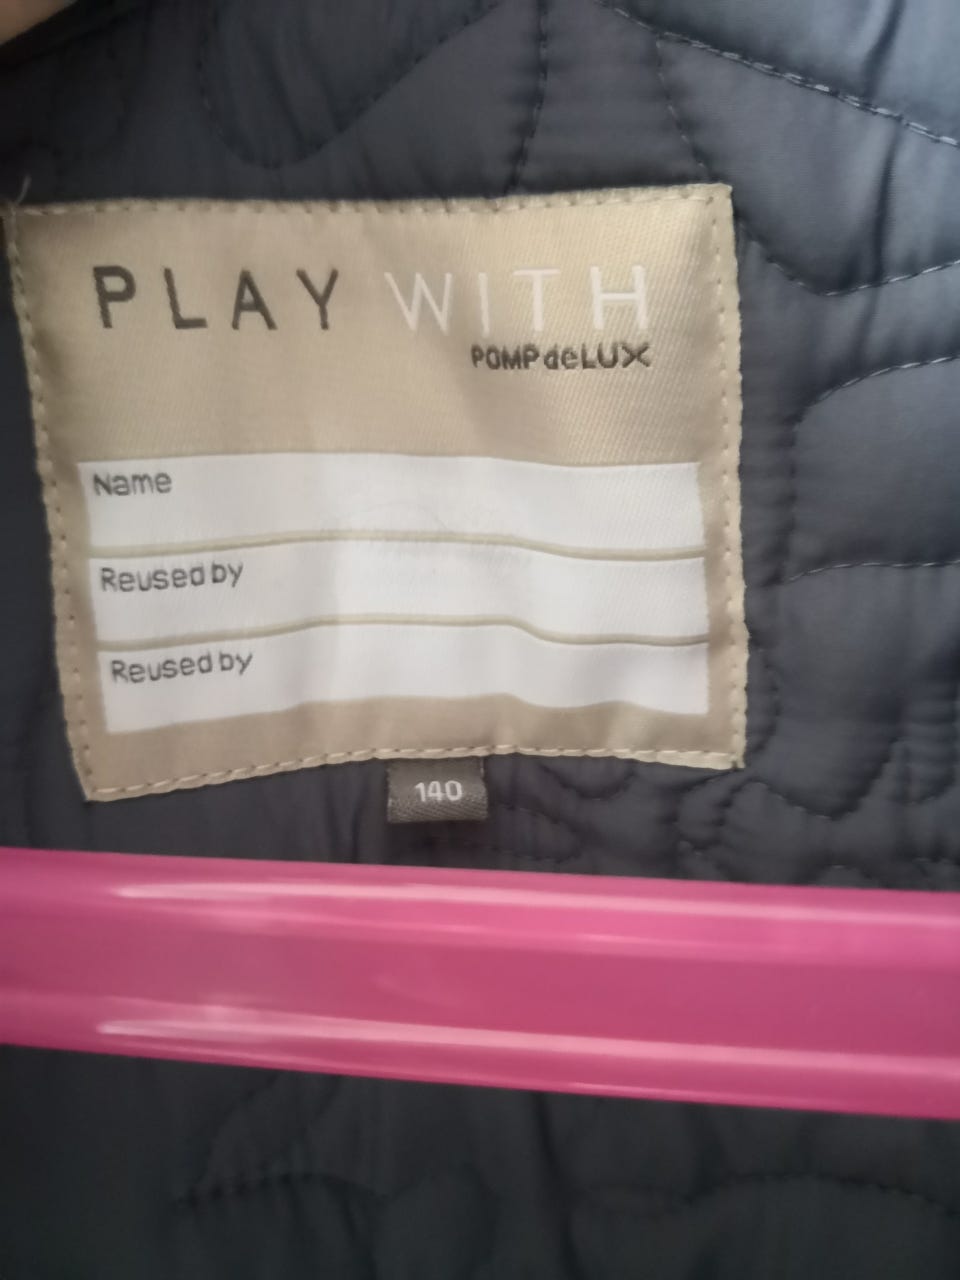 PLAY WITH
POMPdeLUX
Name
Reused by
Reused by
140